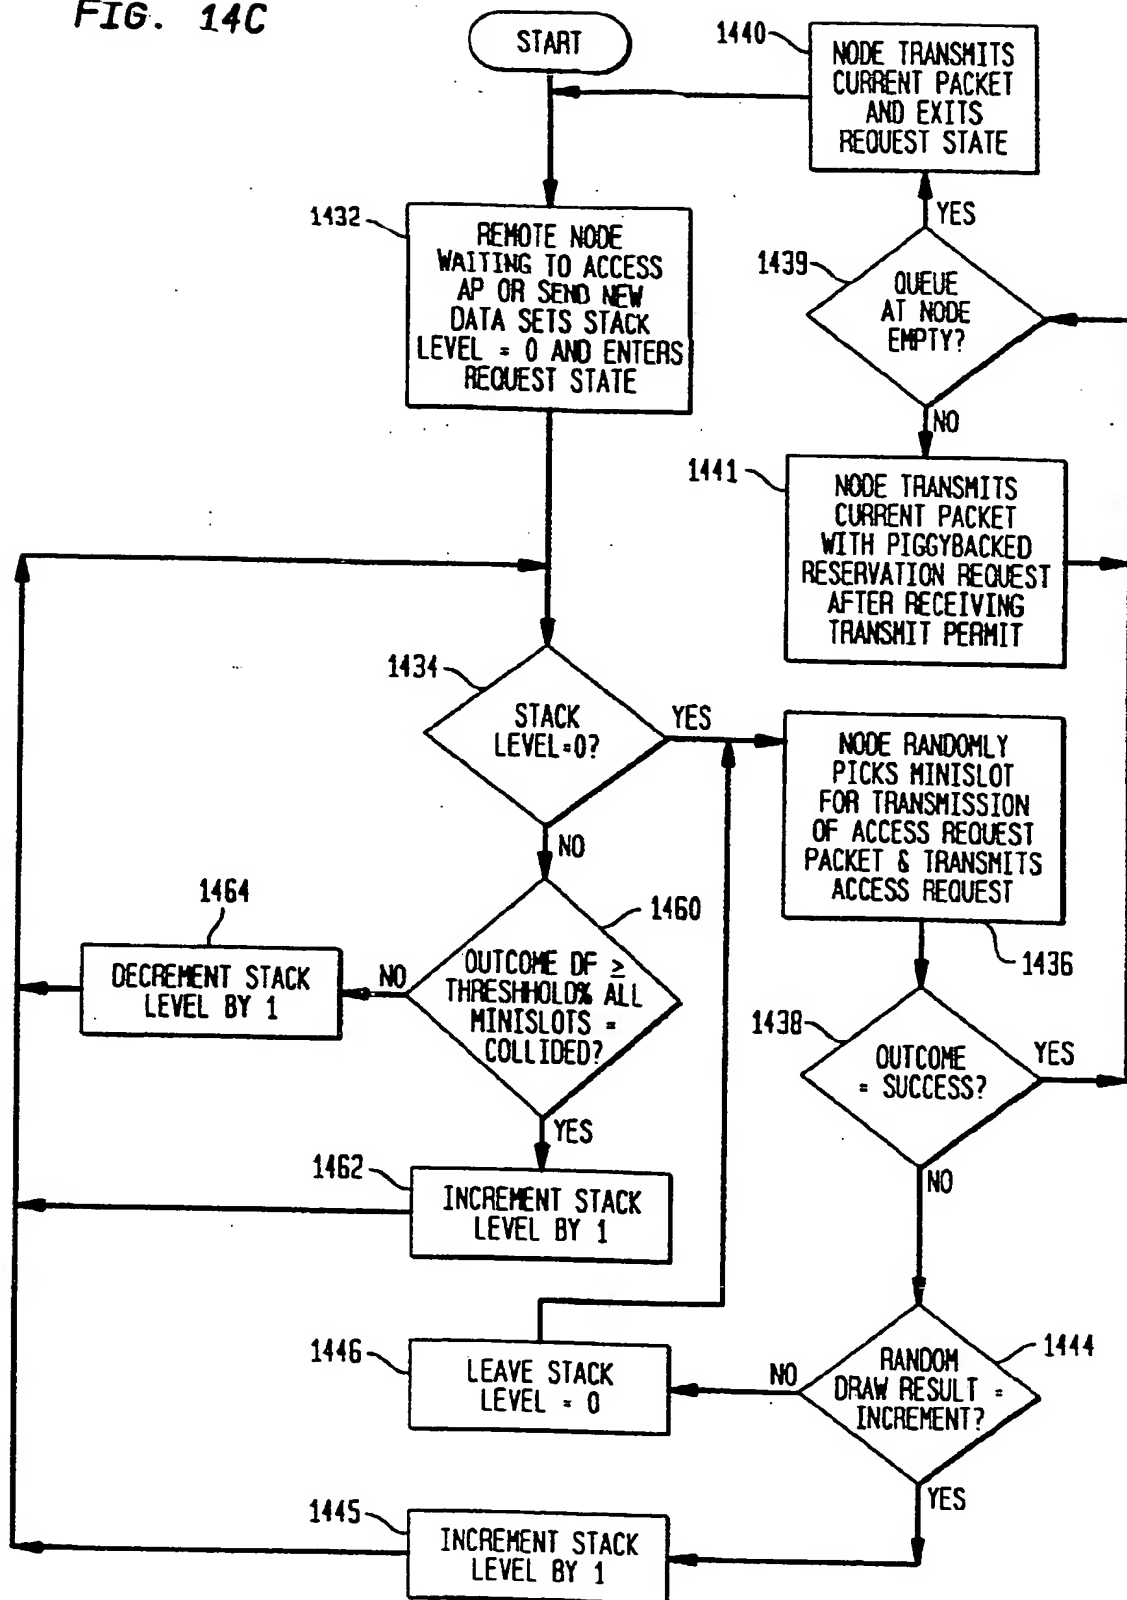 FIG. 14C
START
1440
NODE TRANSMITS
CURRENT PACKET
AND EXITS
REQUEST STATE
1432
REMOTE NODE
WAITING TO ACCESS
AP OR SEND NEW
DATA SETS STACK
LEVEL = 0 AND ENTERS
REQUEST STATE
YES
1439
QUEUE
AT NODE
EMPTY?
NO
1441
NODE TRANSMITS
CURRENT PACKET
WITH PIGGYBACKED
RESERVATION REQUEST
AFTER RECEIVING
TRANSMIT PERMIT
1434
STACK
LEVEL=0?
YES
NO
NODE RANDOMLY
PICKS MINISLOT
FOR TRANSMISSION
OF ACCESS REQUEST
PACKET & TRANSMITS
ACCESS REQUEST
1436
1464
DECREMENT STACK
LEVEL BY 1
NO
1460
OUTCOME OF ≥
THRESHHOLD% ALL
MINISLOTS =
COLLIDED?
YES
1438
OUTCOME
= SUCCESS?
YES
NO
1462
INCREMENT STACK
LEVEL BY 1
1446
LEAVE STACK
LEVEL = 0
NO
1444
RANDOM
DRAW RESULT =
INCREMENT?
YES
1445
INCREMENT STACK
LEVEL BY 1